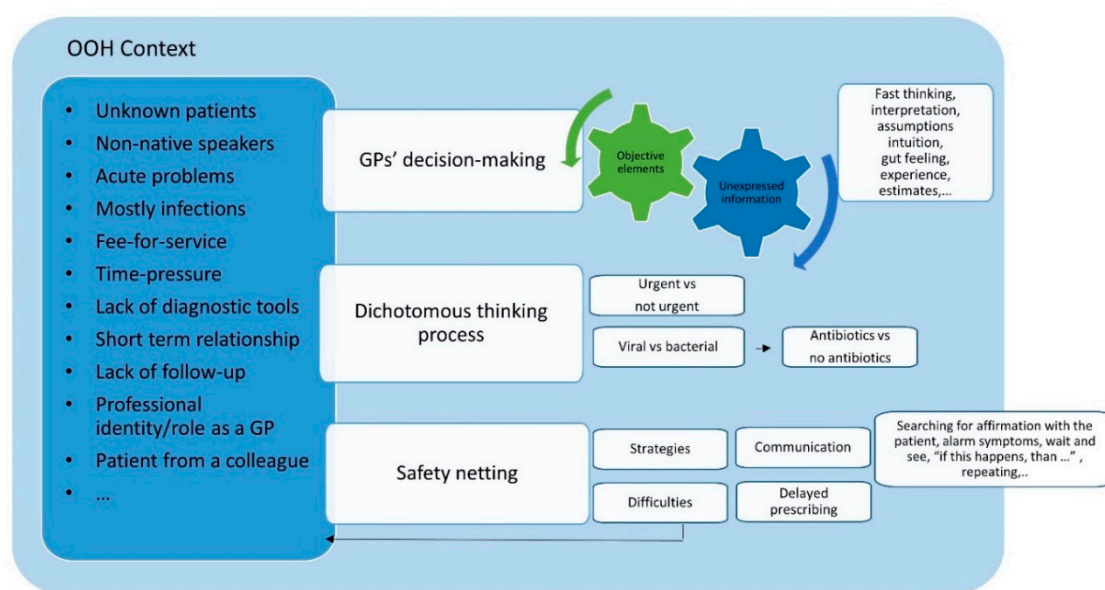 OOH Context
• Unknown patients
• Non-native speakers
• Acute problems
• Mostly infections
• Fee-for-service
• Time-pressure
• Lack of diagnostic tools
• Short term relationship
• Lack of follow-up
• Professional
identity/role as a GP
• Patient from a colleague
• ...
GPs' decision-making
Objective
elements
Unexpressed
information
Fast thinking,
interpretation,
assumptions
intuition,
gut feeling,
experience,
estimates,...
Dichotomous thinking
process
Urgent vs
not urgent
Viral vs bacterial
Antibiotics vs
no antibiotics
Safety netting
Strategies
Communication
Difficulties
Delayed
prescribing
Searching for affirmation with the
patient, alarm symptoms, wait and
see, "if this happens, than ..." ,
repeating,..